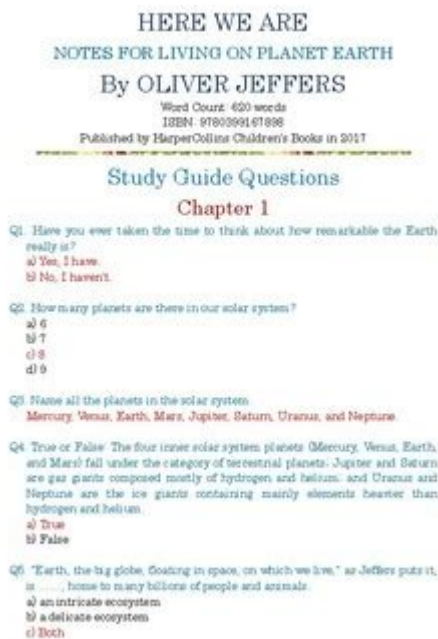 HERE WE ARE
NOTES FOR LIVING ON PLANET EARTH
By OLIVER JEFFERS
Word Count: 620 words
ISBN: 9780399167898
Published by HarperCollins Children's Books in 2017
Study Guide Questions
Chapter 1
Q1. Have you ever taken the time to think about how remarkable the Earth
really is?
a) Yes, I have.
b) No, I haven't.
Q2. How many planets are there in our solar system?
a) 6
b) 7
c) 8
d) 9
Q3. Name all the planets in the solar system.
Mercury, Venus, Earth, Mars, Jupiter, Saturn, Uranus, and Neptune.
Q4. True or False: The four inner solar system planets (Mercury, Venus, Earth,
and Mars) fall under the category of terrestrial planets; Jupiter and Saturn
are gas giants composed mostly of hydrogen and helium; and Uranus and
Neptune are the ice giants containing mainly elements heavier than
hydrogen and helium.
a) True
b) False
Q5. "Earth, the big globe, floating in space, on which we live," as Jeffers puts it,
is ......, home to many billions of people and animals.
a) an intricate ecosystem
b) a delicate ecosystem
c) Both